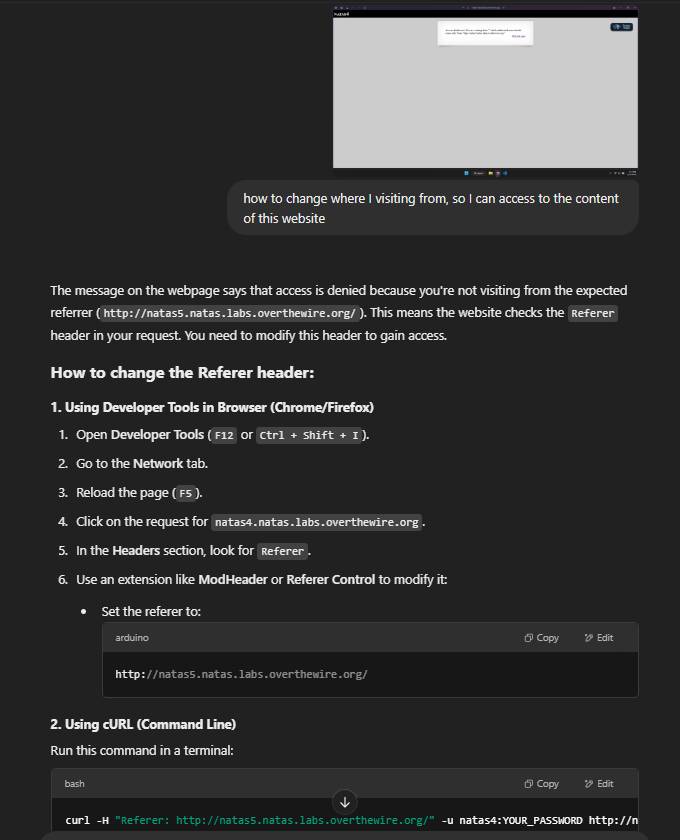 natas4
how to change where I visiting from, so I can access to the content
of this website
The message on the webpage says that access is denied because you're not visiting from the expected
referrer ( http://natas5.natas.labs.overthewire.org/ ). This means the website checks the Referer
header in your request. You need to modify this header to gain access.
How to change the Referer header:
1. Using Developer Tools in Browser (Chrome/Firefox)
1. Open Developer Tools ( F12 or Ctrl + Shift + I ).
2. Go to the Network tab.
3. Reload the page ( F5 ).
4. Click on the request for natas4.natas.labs.overthewire.org .
5. In the Headers section, look for Referer .
6. Use an extension like ModHeader or Referer Control to modify it:
• Set the referer to:
arduino Copy Edit
http://natas5.natas.labs.overthewire.org/
2. Using cURL (Command Line)
Run this command in a terminal:
bash Copy Edit
curl -H "Referer: http://natas5.natas.labs.overthewire.org/" -u natas4:YOUR_PASSWORD http://n